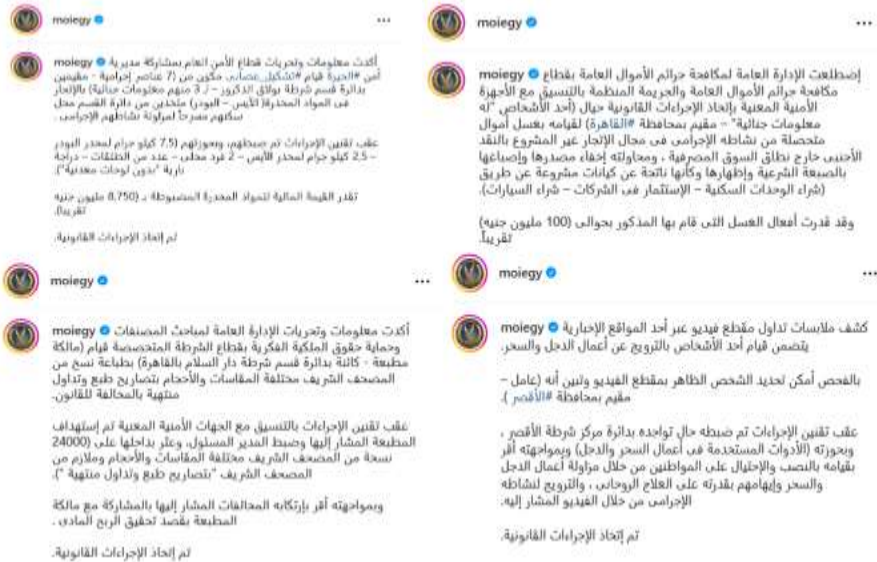 moiegy
moiegy أكدت معلومات وتحريات قطاع الأمن العام بمشاركة مديرية
أمن #الجيزة قيام #تشكيل_عصابى مكون من (7 عناصر إجرامية - مقيمين
بدائرة قسم شرطة بولاق الدكرور – لـ 3 منهم معلومات جنائية) بالإتجار
فى المواد المخدرة( الآيس – البودر) متخذين من دائرة القسم محل
سكنهم مسرحاً لمزاولة نشاطهم الإجرامى .
عقب تقنين الإجراءات تم ضبطهم، وبحوزتهم (7.5 كيلو جرام لمخدر البودر
– 2.5 كيلو جرام لمخدر الآيس – 2 فرد محلى – عدد من الطلقات – دراجة
نارية "بدون لوحات معدنية").
تقدر القيمة المالية للمواد المخدرة المضبوطة بـ (8.750 مليون جنيه
تقريباً).
تم إتخاذ الإجراءات القانونية.
moiegy
moiegy إضطلعت الإدارة العامة لمكافحة جرائم الأموال العامة بقطاع
مكافحة جرائم الأموال العامة والجريمة المنظمة بالتنسيق مع الأجهزة
الأمنية المعنية بإتخاذ الإجراءات القانونية حيال (أحد الأشخاص "له
معلومات جنائية" – مقيم بمحافظة #القاهرة) لقيامه بغسل أموال
متحصلة من نشاطه الإجرامى فى مجال الإتجار غير المشروع بالنقد
الأجنبى خارج نطاق السوق المصرفية ، ومحاولته إخفاء مصدرها وإصباغها
بالصبغة الشرعية وإظهارها وكأنها ناتجة عن كيانات مشروعة عن طريق
(شراء الوحدات السكنية – الإستثمار فى الشركات – شراء السيارات).
وقد قدرت أفعال الغسل التى قام بها المذكور بحوالى (100 مليون جنيه)
تقريباً.
moiegy
moiegy أكدت معلومات وتحريات الإدارة العامة لمباحث المصنفات
وحماية حقوق الملكية الفكرية بقطاع الشرطة المتخصصة قيام (مالكة
مطبعة - كائنة بدائرة قسم شرطة دار السلام بالقاهرة) بطباعة نسخ من
المصحف الشريف مختلفة المقاسات والأحجام بتصاريح طبع وتداول
منتهية بالمخالفة للقانون.
عقب تقنين الإجراءات بالتنسيق مع الجهات الأمنية المعنية تم إستهداف
المطبعة المشار إليها وضبط المدير المسئول، وعثر بداخلها على (24000
نسخة من المصحف الشريف مختلفة المقاسات والأحجام وملازم من
المصحف الشريف "بتصاريح طبع وتداول منتهية ").
وبمواجهته أقر بإرتكابه المخالفات المشار إليها بالمشاركة مع مالكة
المطبعة بقصد تحقيق الربح المادى .
تم إتخاذ الإجراءات القانونية.
moiegy
moiegy كشف ملابسات تداول مقطع فيديو عبر أحد المواقع الإخبارية
يتضمن قيام أحد الأشخاص بالترويج عن أعمال الدجل والسحر.
بالفحص أمكن تحديد الشخص الظاهر بمقطع الفيديو وتبين أنه (عامل –
مقيم بمحافظة #الأقصر ).
عقب تقنين الإجراءات تم ضبطه حال تواجده بدائرة مركز شرطة الأقصر ،
وبحوزته (الأدوات المستخدمة فى أعمال السحر والدجل) وبمواجهته أقر
بقيامه بالنصب والإحتيال على المواطنين من خلال مزاولة أعمال الدجل
والسحر وإيهامهم بقدرته على العلاج الروحانى ، والترويج لنشاطه
الإجرامى من خلال الفيديو المشار إليه.
تم إتخاذ الإجراءات القانونية.